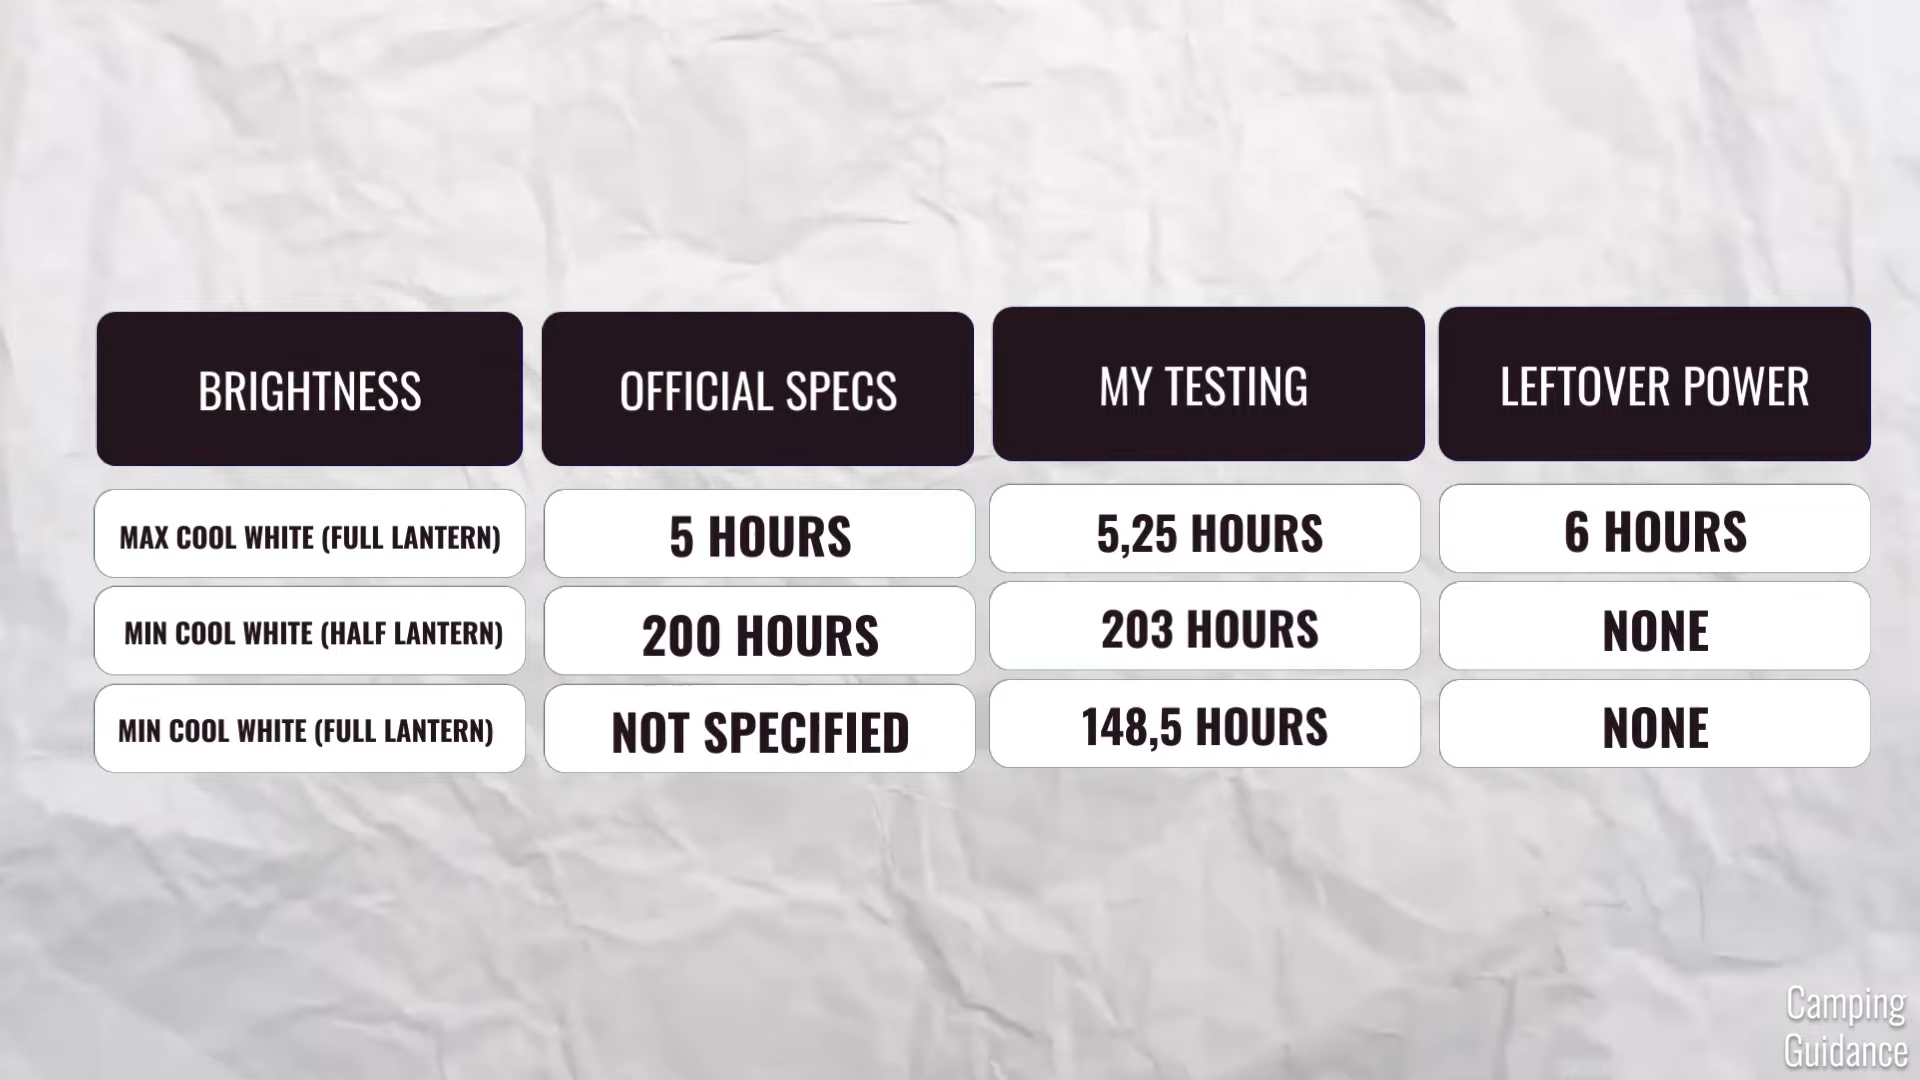 BRIGHTNESS
OFFICIAL SPECS
MY TESTING
LEFTOVER POWER
MAX COOL WHITE (FULL LANTERN)
5 HOURS
5,25 HOURS
6 HOURS
MIN COOL WHITE (HALF LANTERN)
200 HOURS
203 HOURS
NONE
MIN COOL WHITE (FULL LANTERN)
NOT SPECIFIED
148,5 HOURS
NONE
Camping
Guidance